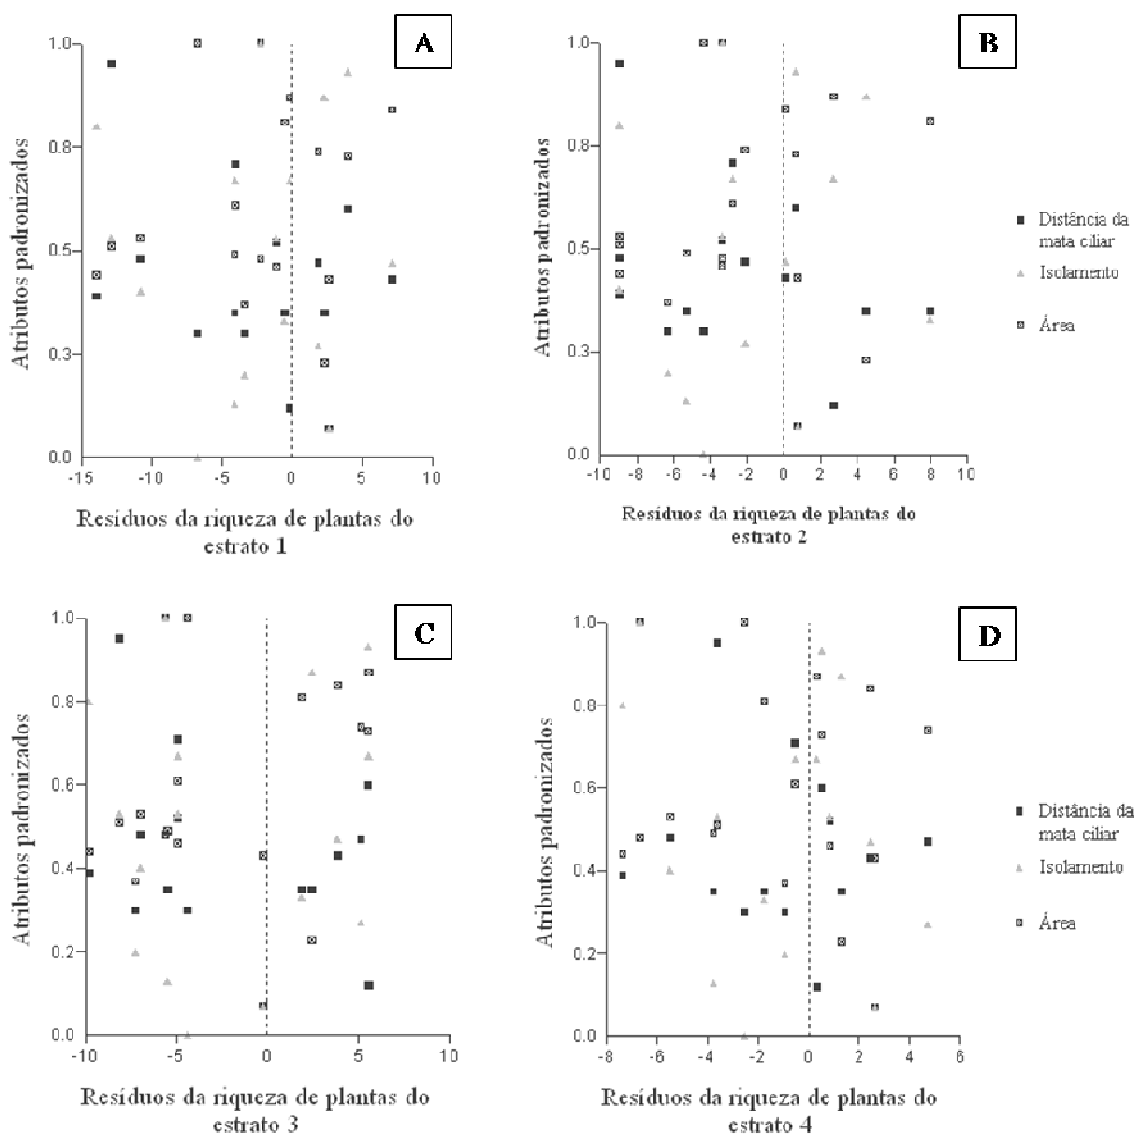 A
1.0
0.8
0.5
0.3
0.0
-15
-10
-5
0
5
10
Atributos padronizados
Resíduos da riqueza de plantas do
estrato 1
B
1.0
0.8
0.5
0.3
0.0
-10
-8
-6
-4
-2
0
2
4
6
8
10
Atributos padronizados
Resíduos da riqueza de plantas do
estrato 2
Distância da
mata ciliar
Isolamento
Área
C
1.0
0.8
0.6
0.4
0.2
0.0
-10
-5
0
5
10
Atributos padronizados
Resíduos da riqueza de plantas do
estrato 3
D
1.0
0.8
0.6
0.4
0.2
0.0
-8
-6
-4
-2
0
2
4
6
Atributos padronizados
Resíduos da riqueza de plantas do
estrato 4
Distância da
mata ciliar
Isolamento
Área